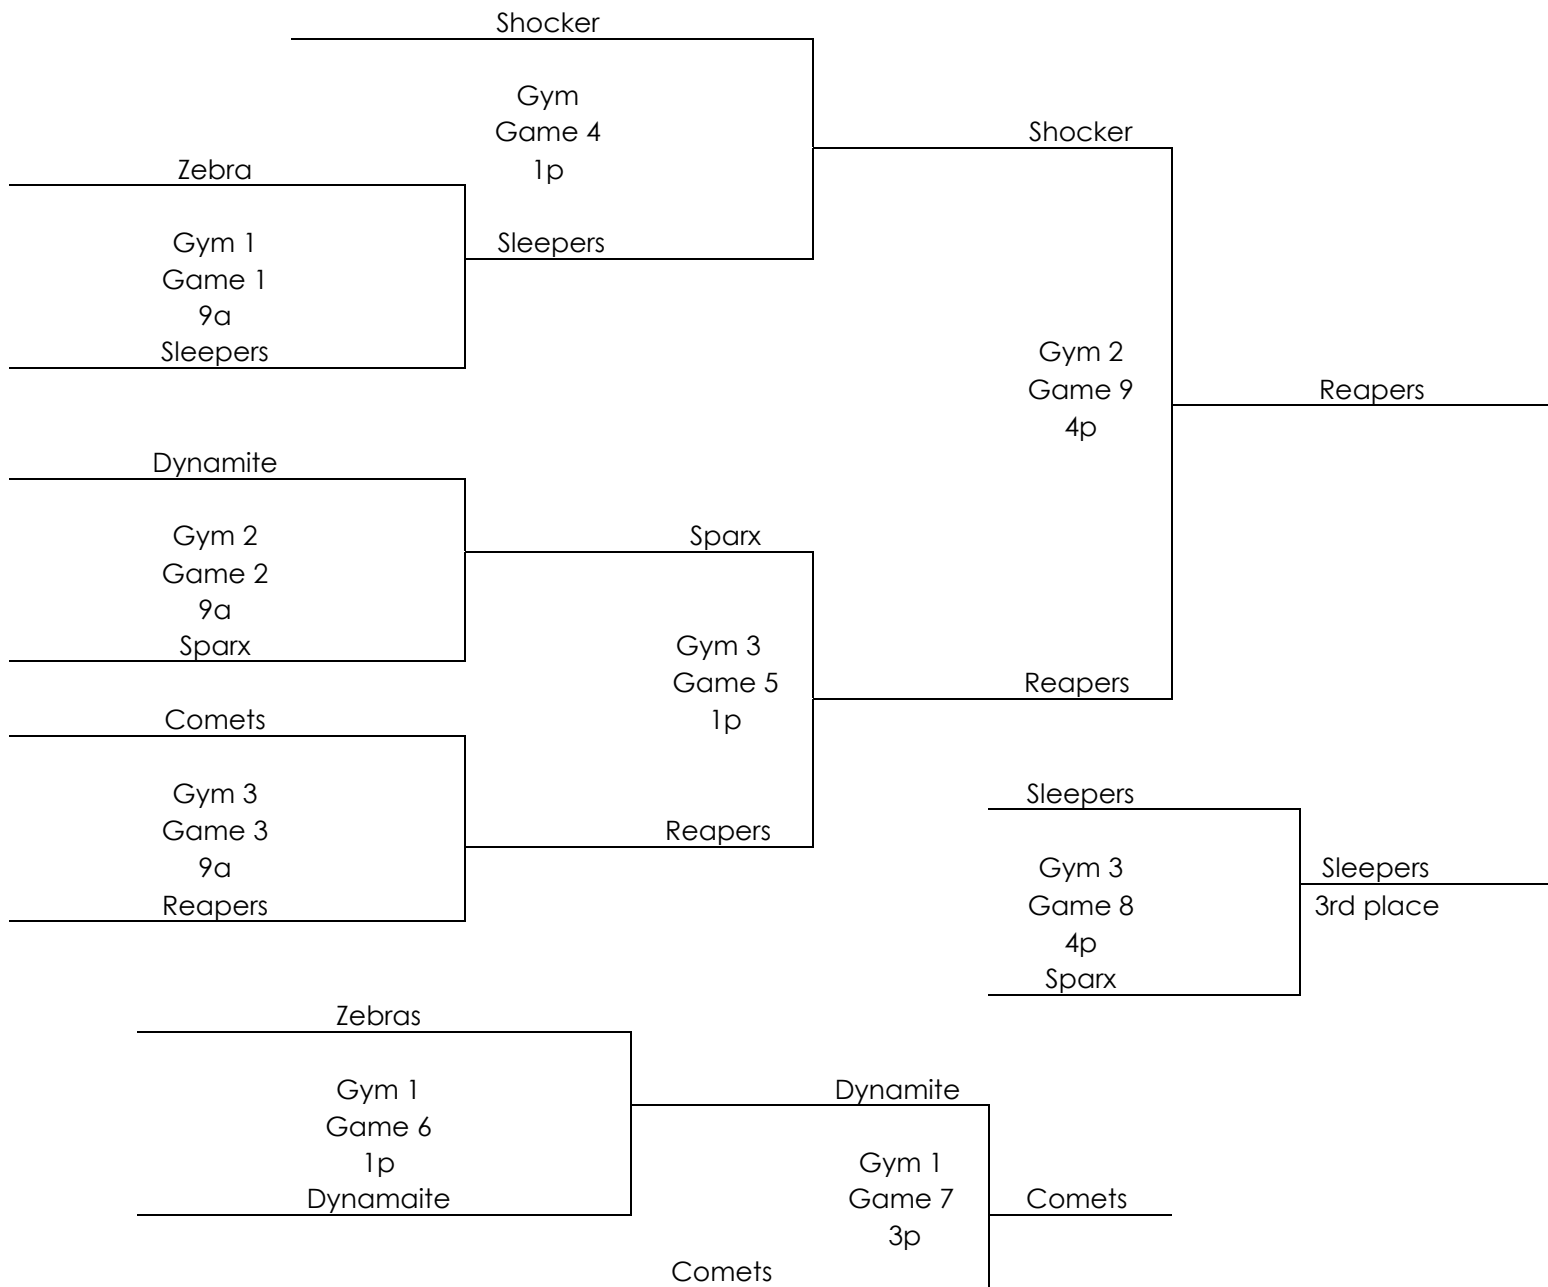 Shocker
Gym
Game 4
1p
Shocker
Zebra
Gym 1
Game 1
9a
Sleepers
Sleepers
Gym 2
Game 9
4p
Reapers
Dynamite
Gym 2
Game 2
9a
Sparx
Sparx
Gym 3
Game 5
1p
Reapers
Comets
Gym 3
Game 3
9a
Reapers
Reapers
Sleepers
Gym 3
Game 8
4p
Sparx
Sleepers
3rd place
Zebras
Gym 1
Game 6
1p
Dynamaite
Dynamite
Gym 1
Game 7
3p
Comets
Comets